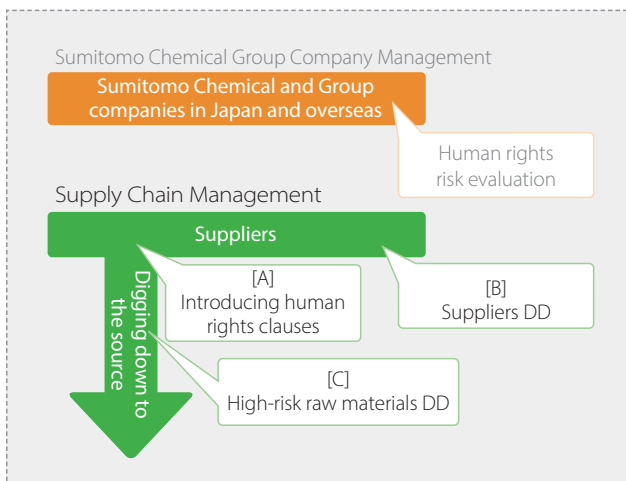 Sumitomo Chemical Group Company Management
Sumitomo Chemical and Group
companies in Japan and overseas
Human rights
risk evaluation
Supply Chain Management
Suppliers
[A]
Introducing human
rights clauses
[B]
Suppliers DD
Digging down to
the source
[C]
High-risk raw materials DD